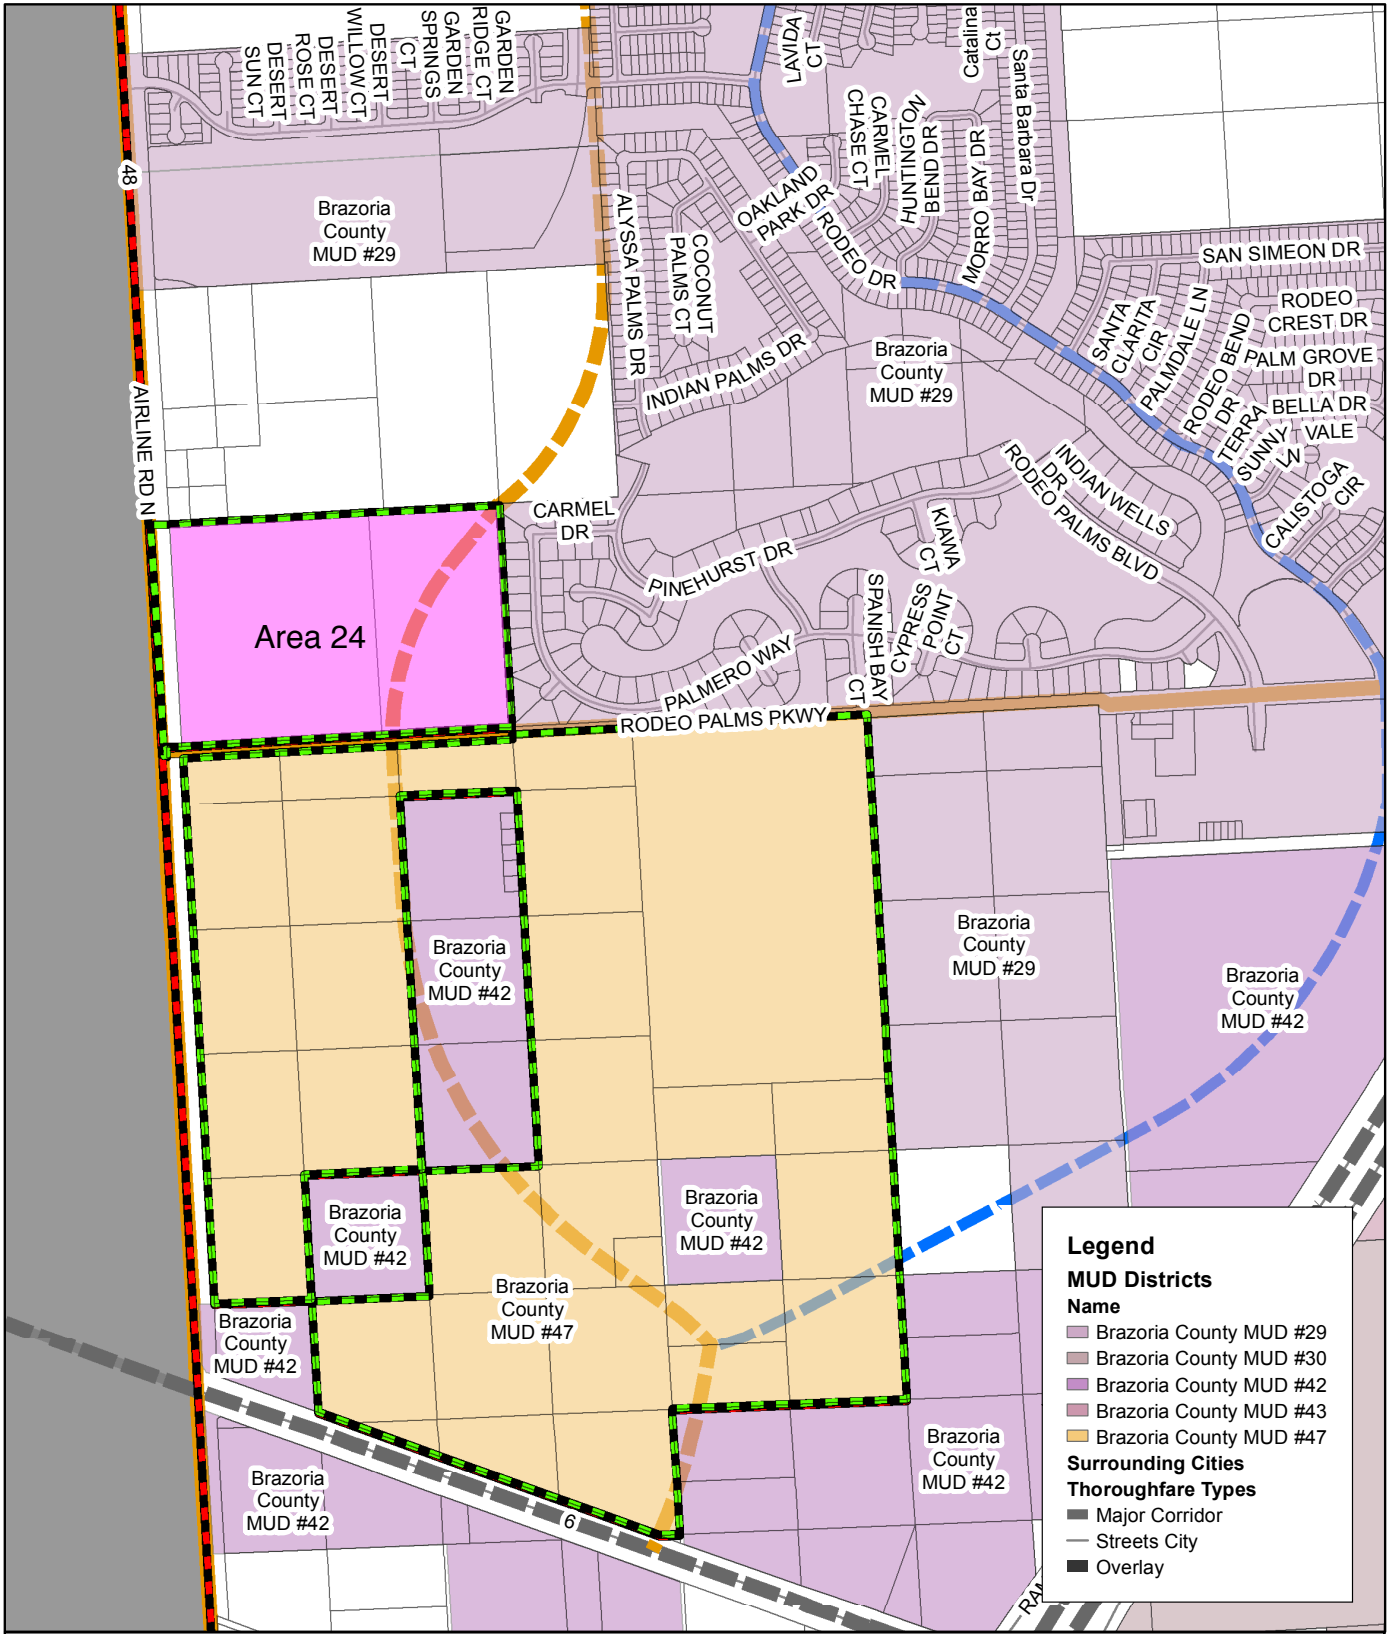 GARDEN
RIDGE CT
GARDEN
SPRINGS
CT
DESERT
WILLOW CT
DESERT
ROSE CT
DESERT
SUN CT
LAVIDA
CT
Catalina
Ct
Santa Barbara Dr
CARMEL
CHASE CT
HUNTINGTON
BEND DR
MORRO BAY DR
48
Brazoria
County
MUD #29
OAKLAND
PARK DR
RODEO DR
ALYSSA PALMS DR
COCONUT
PALMS CT
SAN SIMEON DR
RODEO
CREST DR
SANTA
CLARITA
CIR
PALMDALE LN
RODEO BEND
DR
PALM GROVE
DR
TERRA
BELLA DR
SUNNY
VALE
LN
CALISTOGA
CIR
INDIAN PALMS DR
Brazoria
County
MUD #29
AIRLINE RD N
INDIAN WELLS
DR
RODEO PALMS BLVD
CARMEL
DR
KIAWA
CT
PINEHURST DR
Area 24
SPANISH BAY
CT
CYPRESS
POINT
CT
PALMERO WAY
RODEO PALMS PKWY
Brazoria
County
MUD #42
Brazoria
County
MUD #29
Brazoria
County
MUD #42
Brazoria
County
MUD #42
Brazoria
County
MUD #42
Brazoria
County
MUD #47
Brazoria
County
MUD #42
Brazoria
County
MUD #42
Brazoria
County
MUD #42
6
Legend
MUD Districts
Name
Brazoria County MUD #29
Brazoria County MUD #30
Brazoria County MUD #42
Brazoria County MUD #43
Brazoria County MUD #47
Surrounding Cities
Thoroughfare Types
Major Corridor
Streets City
Overlay